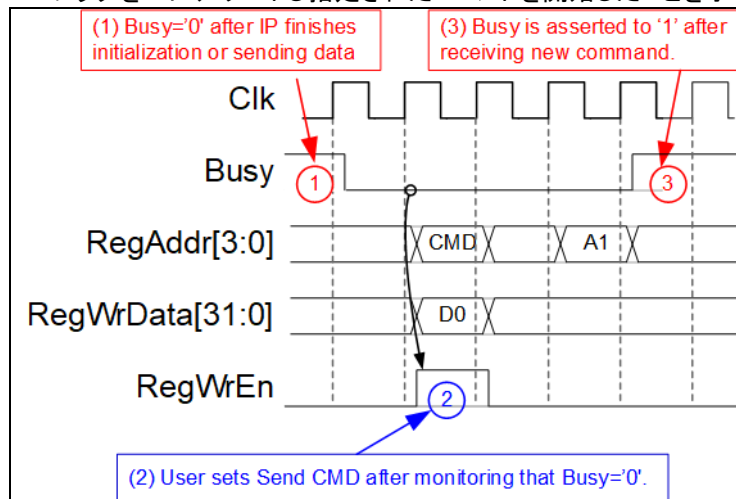 (1) Busy='0' after IP finishes
initialization or sending data
(3) Busy is asserted to '1' after
receiving new command.
Clk
Busy
1
3
RegAddr[3:0]
CMD
A1
RegWrData[31:0]
D0
RegWrEn
2
(2) User sets Send CMD after monitoring that Busy='0'.